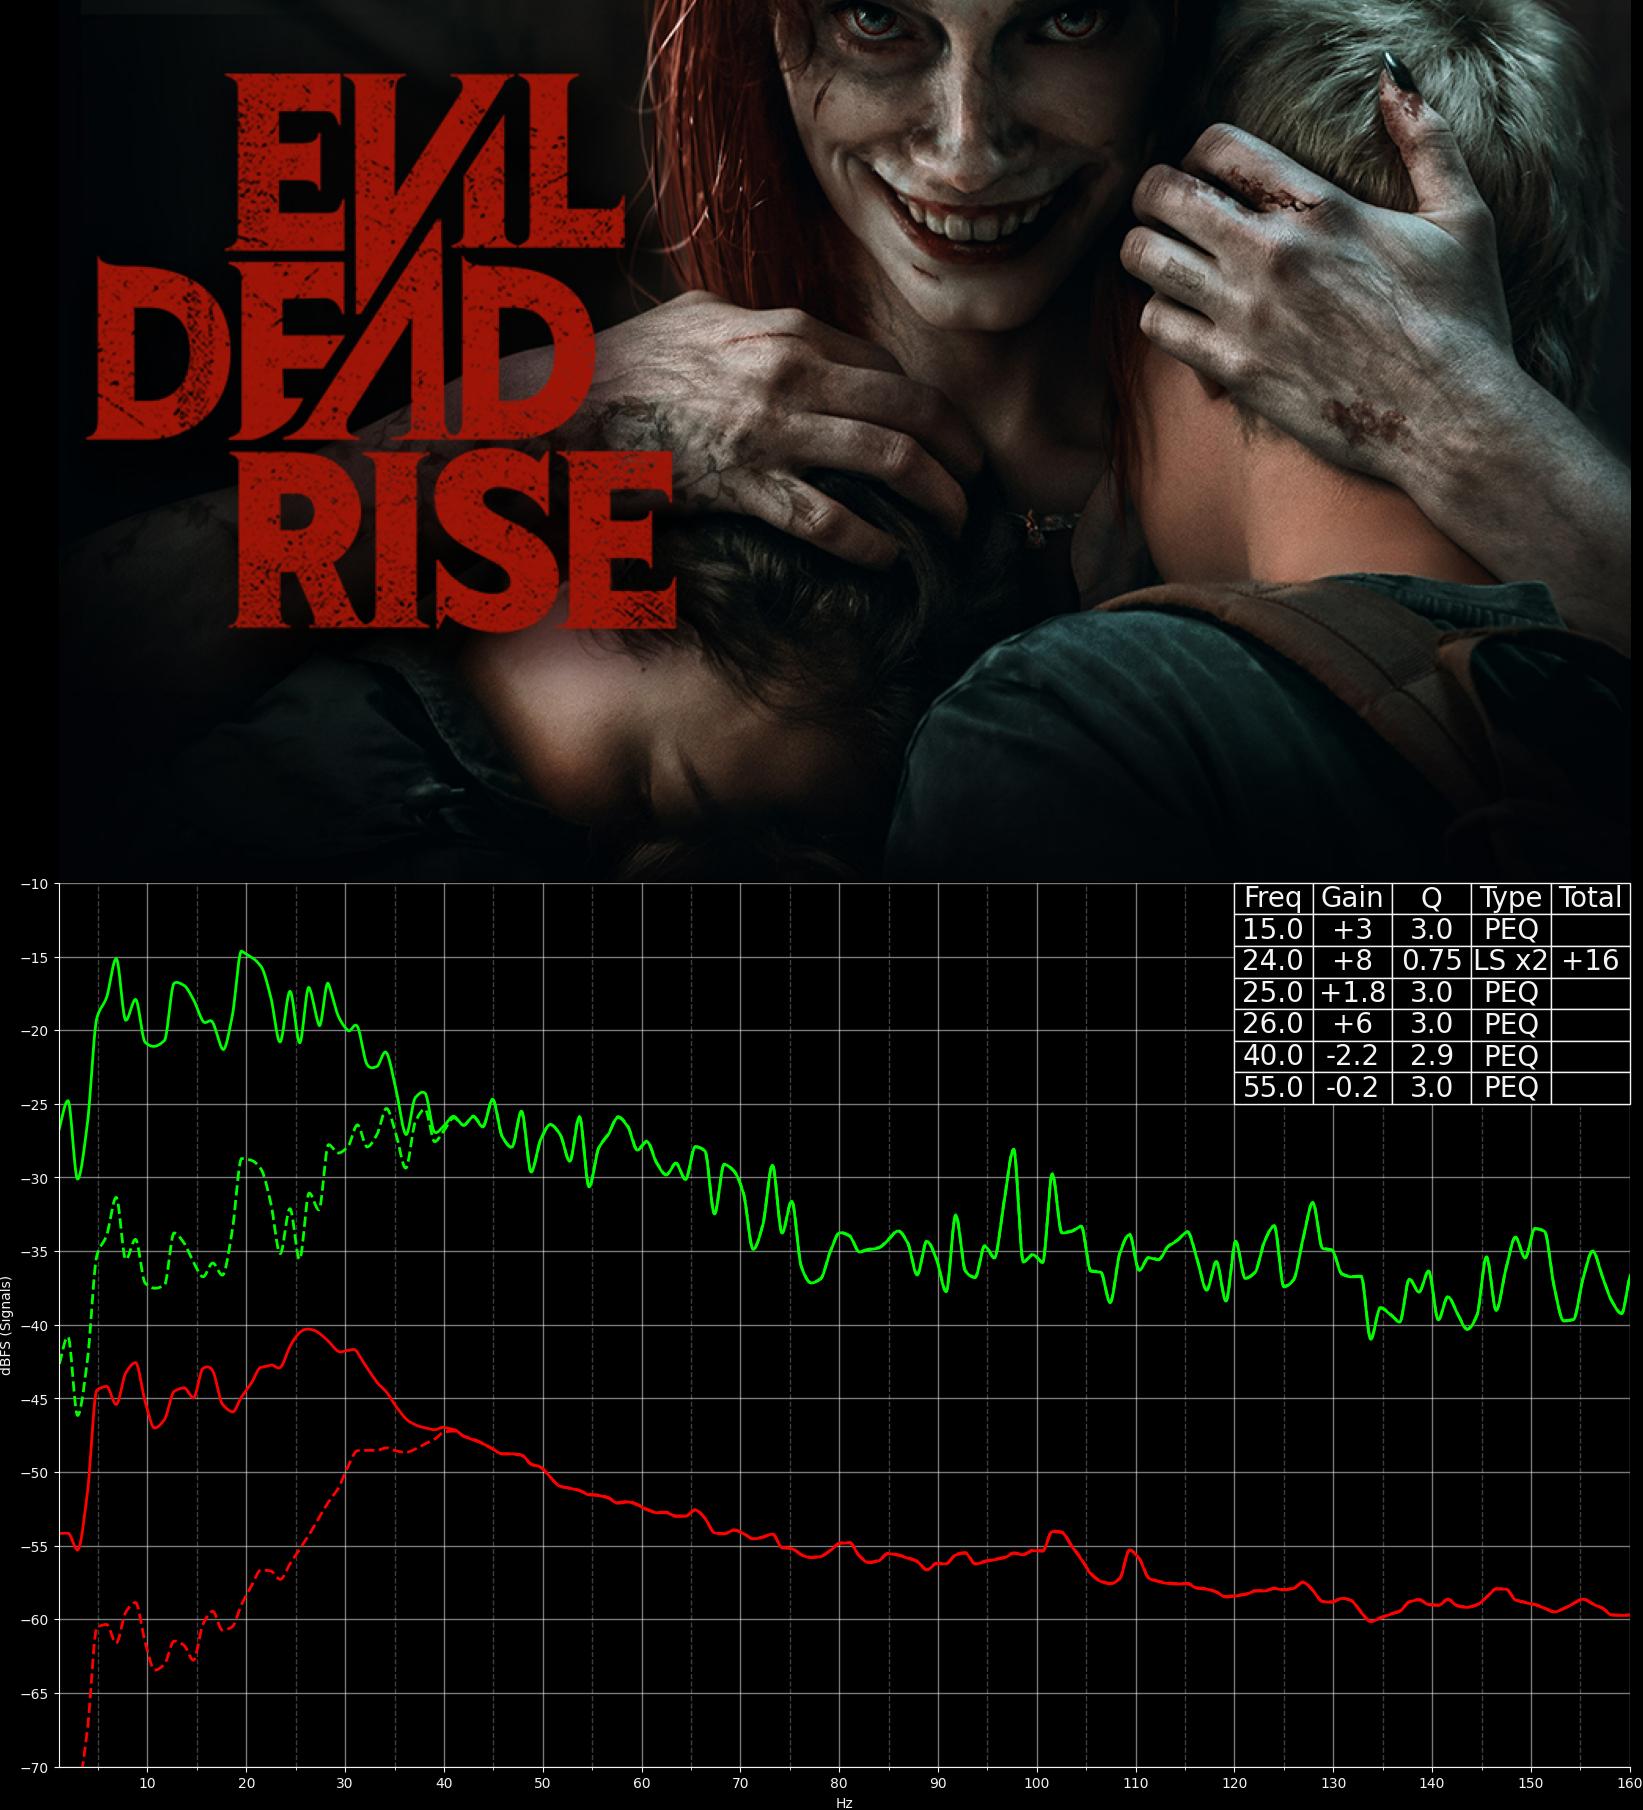 EVIL
DEAD
RISE
Freq Gain Q Type Total
15.0 +3 3.0 PEQ
24.0 +8 0.75 LS x2 +16
25.0 +1.8 3.0 PEQ
26.0 +6 3.0 PEQ
40.0 -2.2 2.9 PEQ
55.0 -0.2 3.0 PEQ
−10
−15
−20
−25
−30
−35
−40
−45
−50
−55
−60
−65
−70
dBFS (Signals)
10 20 30 40 50 60 70 80 90 100 110 120 130 140 150 160
Hz